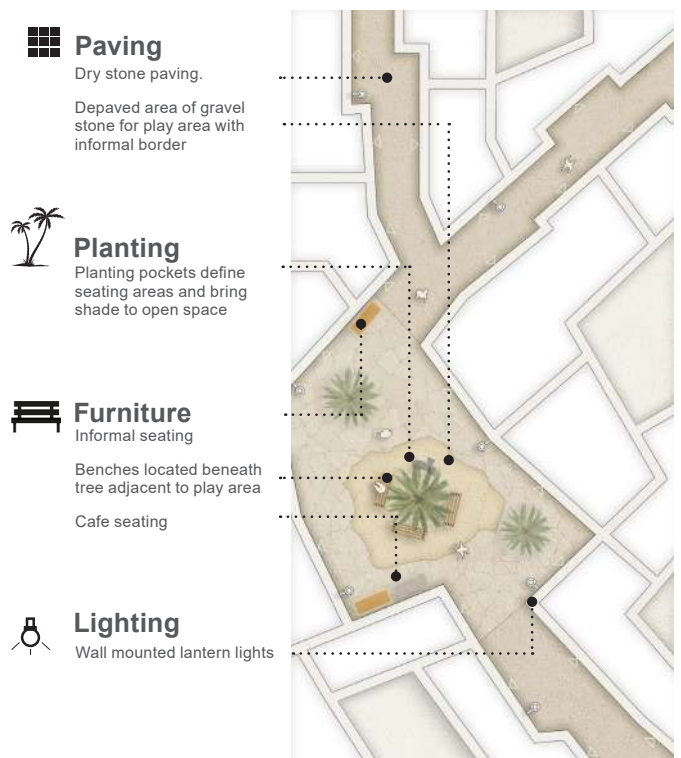 Paving
Dry stone paving.
Depaved area of gravel
stone for play area with
informal border
Planting
Planting pockets define
seating areas and bring
shade to open space
Furniture
Informal seating
Benches located beneath
tree adjacent to play area
Cafe seating
Lighting
Wall mounted lantern lights